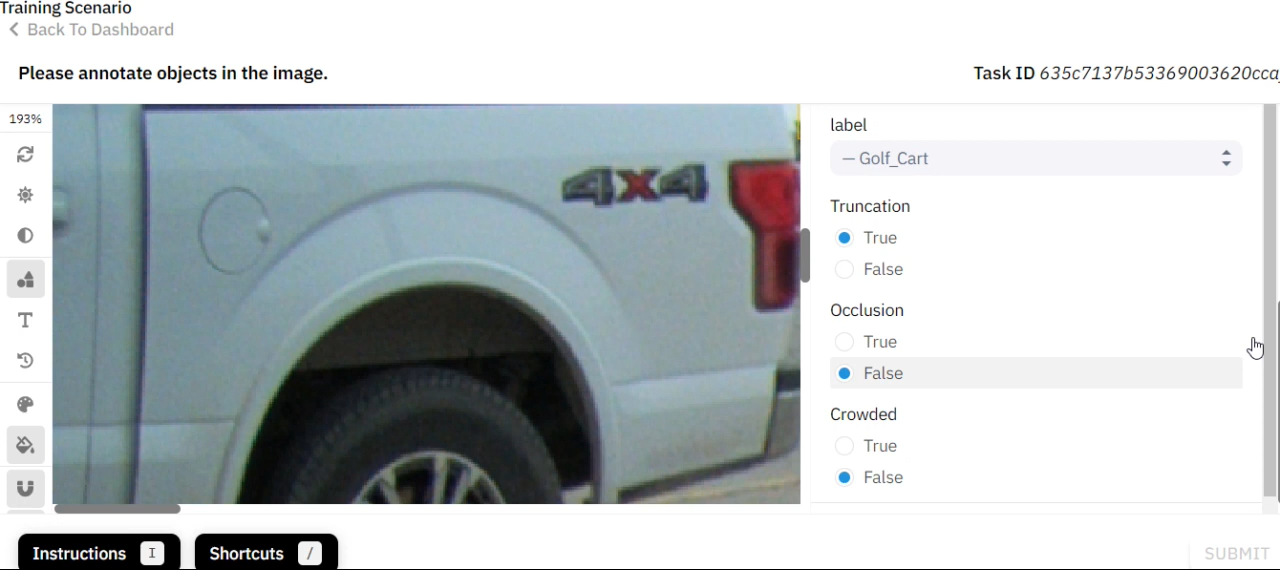 Training Scenario
Back To Dashboard
Please annotate objects in the image.
Task ID 635c7137b53369003620cca
193%
4x4
label
— Golf_Cart
Truncation
True
False
Occlusion
True
False
Crowded
True
False
Instructions I
Shortcuts /
SUBMIT